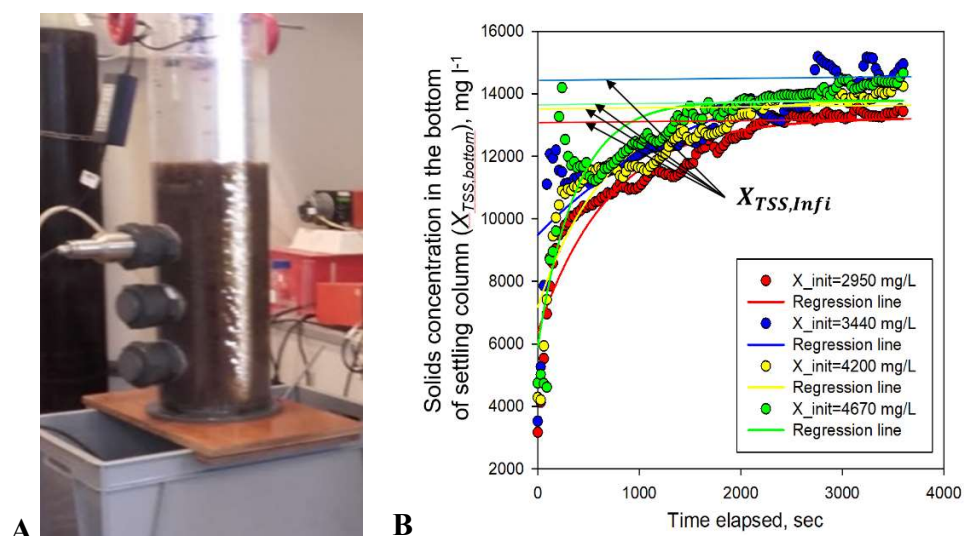 A
B
Solids concentration in the bottom
of settling column (X_TSS,bottom), mg l⁻¹
16000
14000
12000
10000
8000
6000
4000
2000
X_TSS,Infi
X_init=2950 mg/L
Regression line
X_init=3440 mg/L
Regression line
X_init=4200 mg/L
Regression line
X_init=4670 mg/L
Regression line
0
1000
2000
3000
4000
Time elapsed, sec